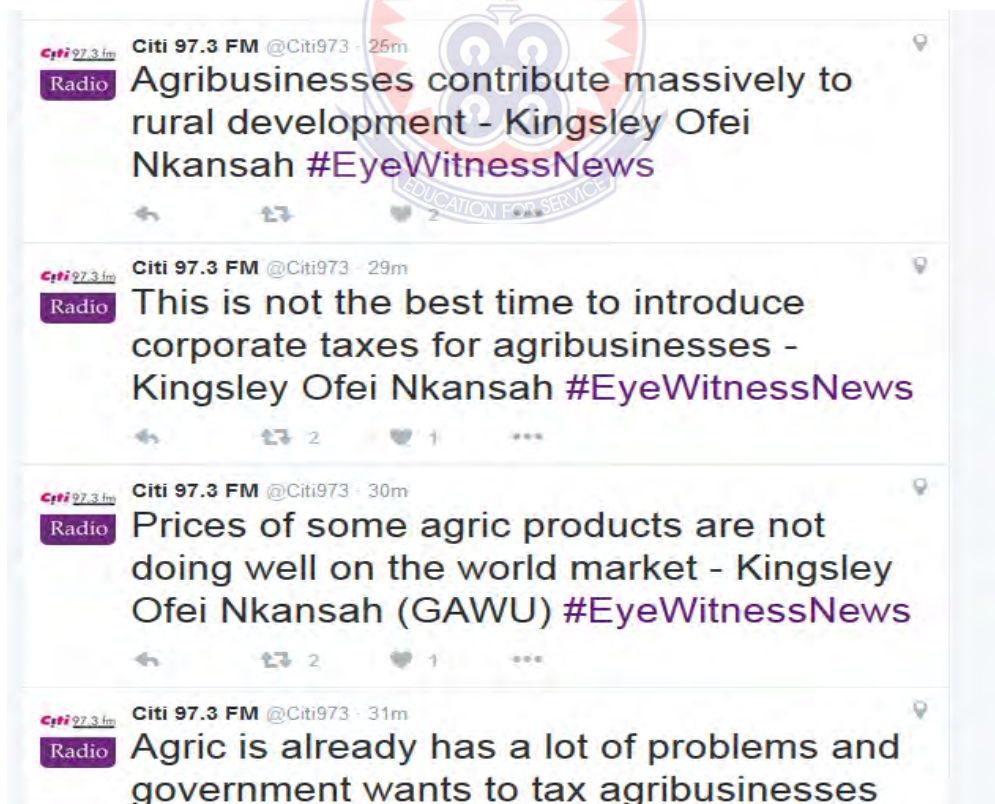 Citi 97.3 fm
Radio
Citi 97.3 FM @Citi973 · 25m
Agribusinesses contribute massively to
rural development - Kingsley Ofei
Nkansah #EyeWitnessNews
2
EDUCATION FOR SERVICE
Citi 97.3 fm
Radio
Citi 97.3 FM @Citi973 · 29m
This is not the best time to introduce
corporate taxes for agribusinesses -
Kingsley Ofei Nkansah #EyeWitnessNews
2 1
Citi 97.3 fm
Radio
Citi 97.3 FM @Citi973 · 30m
Prices of some agric products are not
doing well on the world market - Kingsley
Ofei Nkansah (GAWU) #EyeWitnessNews
2 1
Citi 97.3 fm
Radio
Citi 97.3 FM @Citi973 · 31m
Agric is already has a lot of problems and
government wants to tax agribusinesses